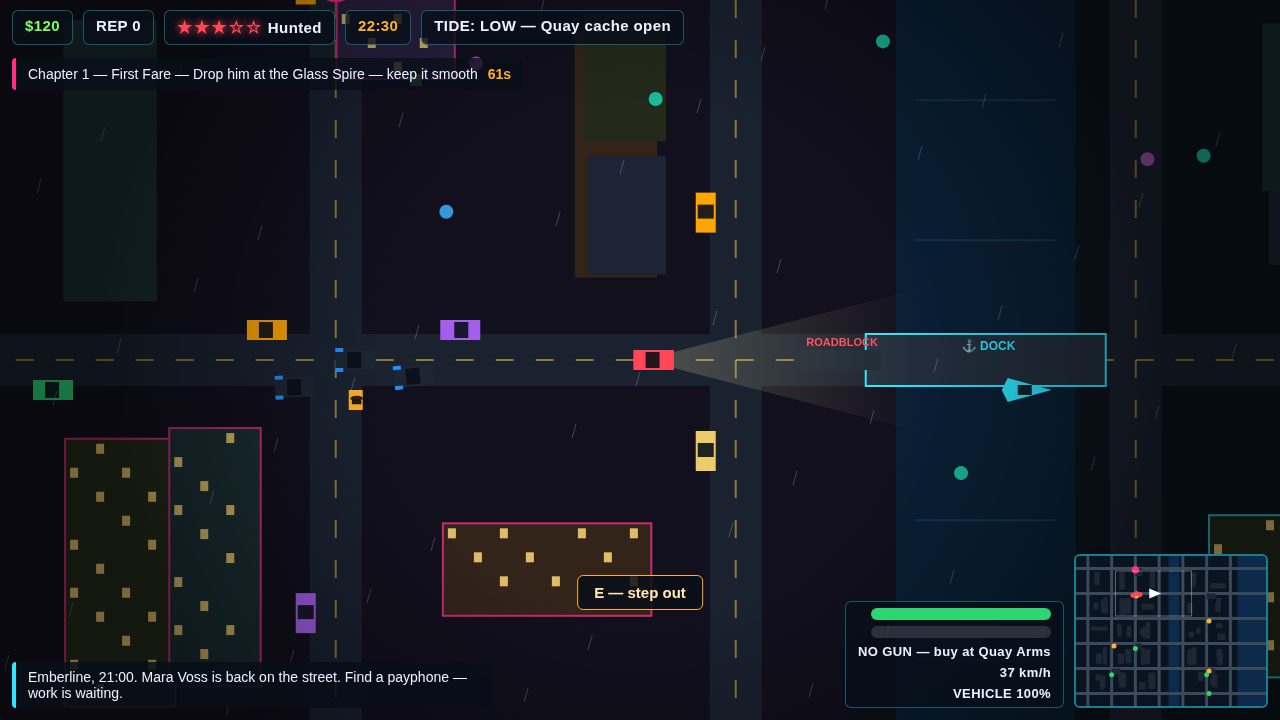 $120
REP 0
★★★☆☆ Hunted
22:30
TIDE: LOW — Quay cache open
Chapter 1 — First Fare — Drop him at the Glass Spire — keep it smooth 61s
ROADBLOCK
⚓ DOCK
E — step out
NO GUN — buy at Quay Arms
37 km/h
VEHICLE 100%
Emberline, 21:00. Mara Voss is back on the street. Find a payphone —
work is waiting.